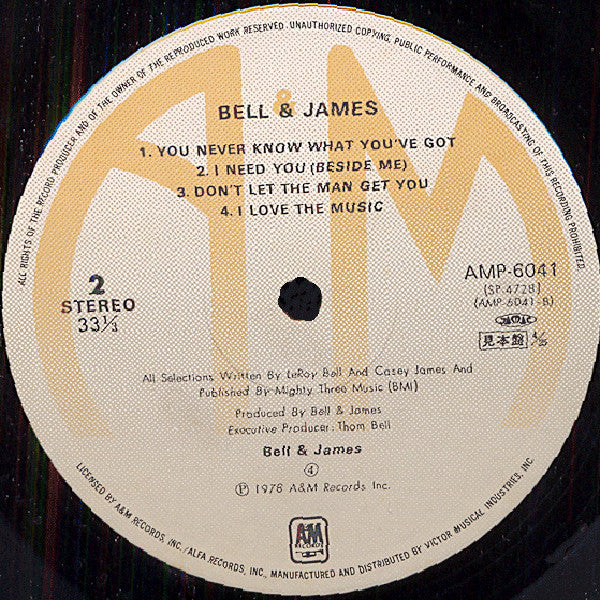 ALL RIGHTS OF THE RECORD PRODUCER AND OF THE OWNER OF THE REPRODUCED WORK RESERVED. UNAUTHORIZED COPYING, PUBLIC PERFORMANCE AND BROADCASTING OF THIS RECORDING PROHIBITED.
A&M
BELL & JAMES
1. YOU NEVER KNOW WHAT YOU'VE GOT
2. I NEED YOU (BESIDE ME)
3. DON'T LET THE MAN GET YOU
4. I LOVE THE MUSIC
2
STEREO
33⅓
AMP-6041
(SP-4728)
(AMP-6041-B)
見本盤
All Selections Written By LeRoy Bell And Casey James And
Published By Mighty Three Music (BMI)
Produced By Bell & James
Executive Producer: Thom Bell
Bell & James
④
Ⓟ 1978 A&M Records Inc.
A&M
RECORDS
LICENSED BY A&M RECORDS, INC./ALFA RECORDS, INC., MANUFACTURED AND DISTRIBUTED BY VICTOR MUSICAL INDUSTRIES, INC.